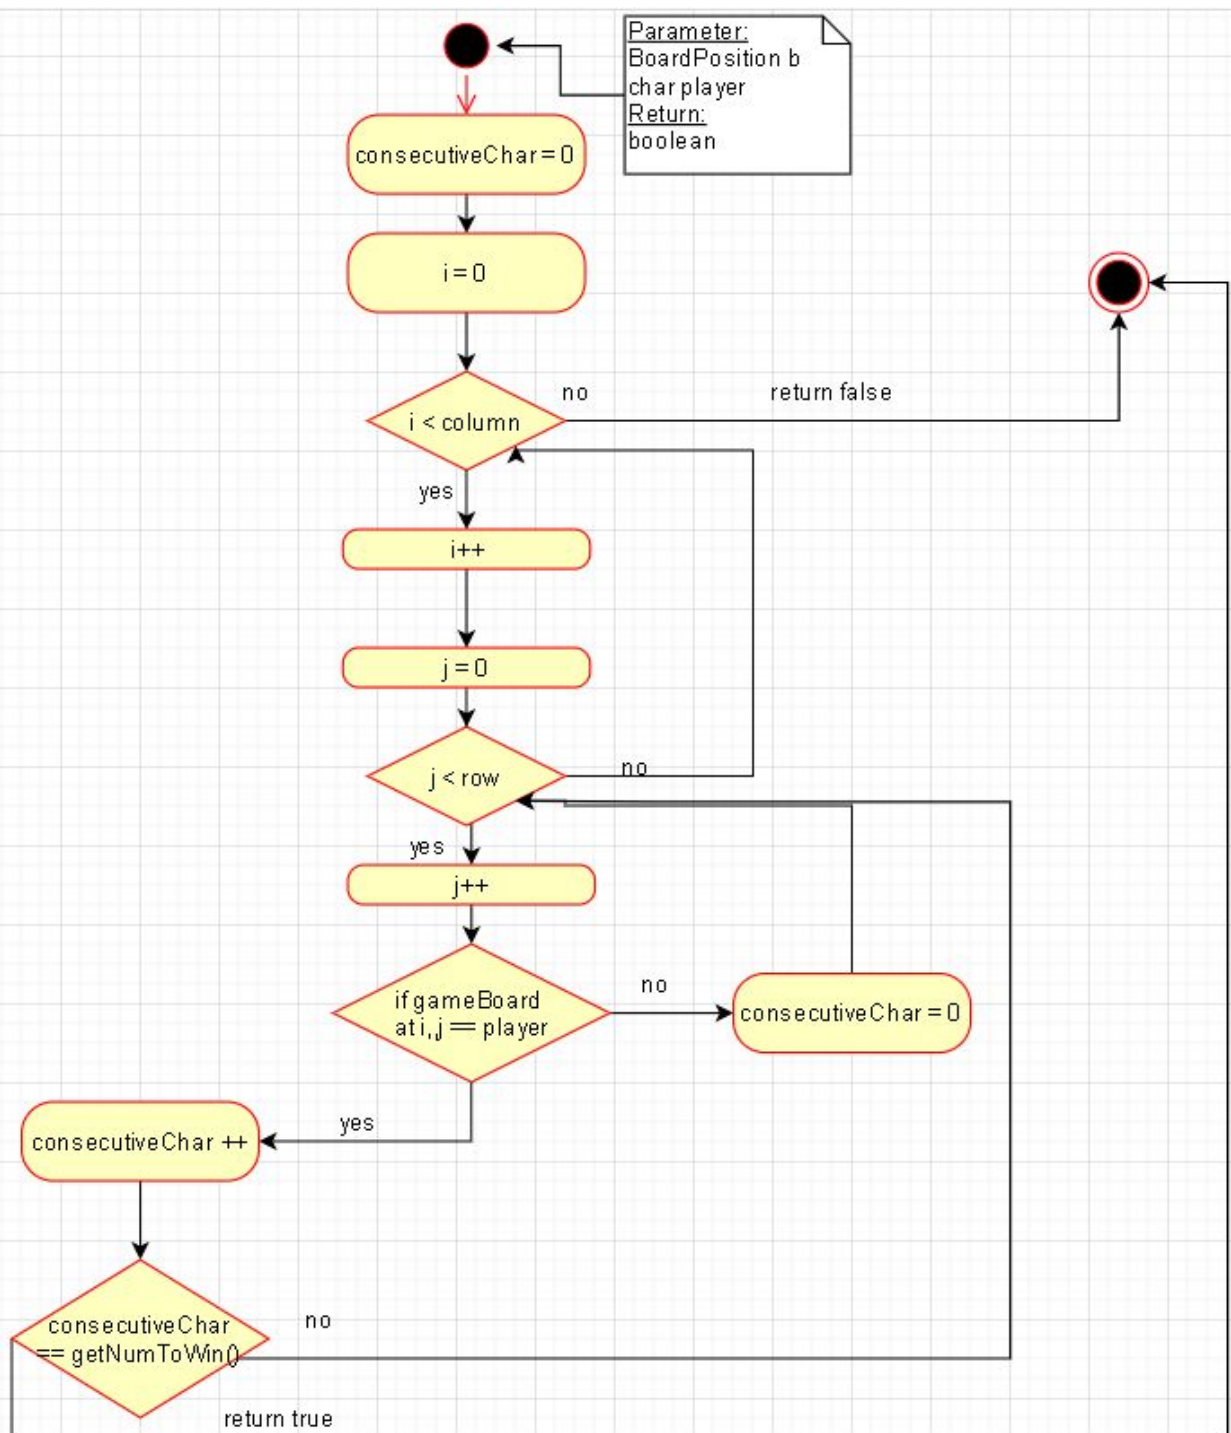 Parameter:
BoardPosition b
char player
Return:
boolean
consecutiveChar = 0
i = 0
i < column
no
return false
yes
i++
j = 0
j < row
no
yes
j++
if gameBoard
at i,,j == player
no
consecutiveChar = 0
yes
consecutiveChar ++
consecutiveChar
== getNumToWin()
no
return true